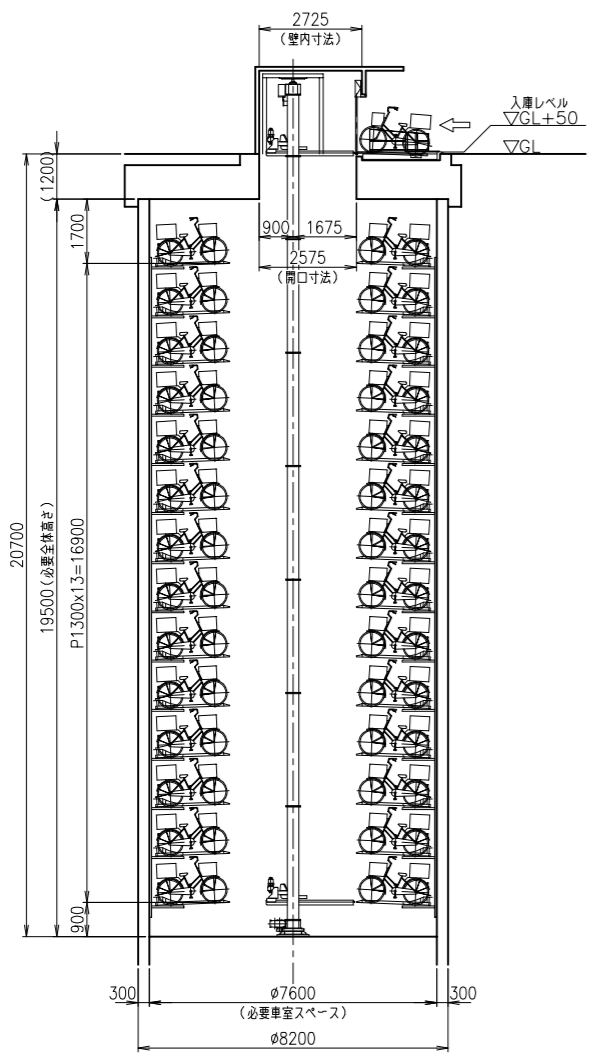 2725
(壁内寸法)
入庫レベル
▽GL+50
▽GL
(1200)
1700
900
1675
2575
(開口寸法)
20700
19500(必要全体高さ)
P1300x13=16900
900
300
ø7600
300
(必要車室スペース)
ø8200